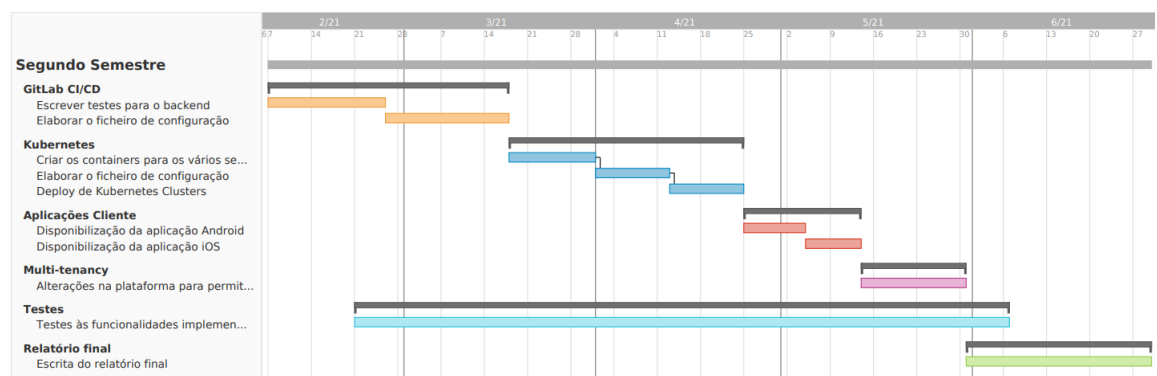 2/21 3/21 4/21 5/21 6/21
67 14 21 28 7 14 21 28 4 11 18 25 2 9 16 23 30 6 13 20 27
Segundo Semestre
GitLab CI/CD
Escrever testes para o backend
Elaborar o ficheiro de configuração
Kubernetes
Criar os containers para os vários se...
Elaborar o ficheiro de configuração
Deploy de Kubernetes Clusters
Aplicações Cliente
Disponibilização da aplicação Android
Disponibilização da aplicação iOS
Multi-tenancy
Alterações na plataforma para permit...
Testes
Testes às funcionalidades implemen...
Relatório final
Escrita do relatório final